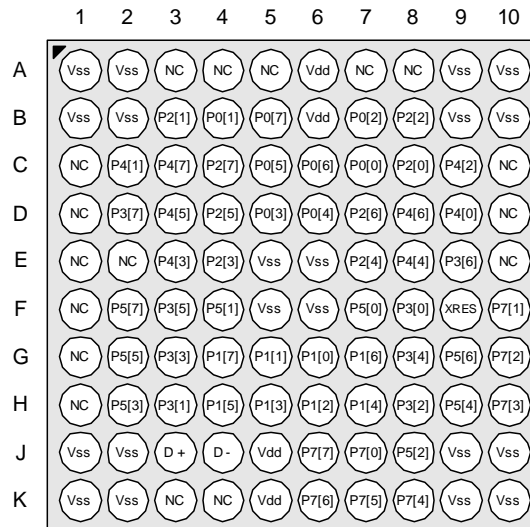 1 2 3 4 5 6 7 8 9 10
A Vss Vss NC NC NC Vdd NC NC Vss Vss
B Vss Vss P2[1] P0[1] P0[7] Vdd P0[2] P2[2] Vss Vss
C NC P4[1] P4[7] P2[7] P0[5] P0[6] P0[0] P2[0] P4[2] NC
D NC P3[7] P4[5] P2[5] P0[3] P0[4] P2[6] P4[6] P4[0] NC
E NC NC P4[3] P2[3] Vss Vss P2[4] P4[4] P3[6] NC
F NC P5[7] P3[5] P5[1] Vss Vss P5[0] P3[0] XRES P7[1]
G NC P5[5] P3[3] P1[7] P1[1] P1[0] P1[6] P3[4] P5[6] P7[2]
H NC P5[3] P3[1] P1[5] P1[3] P1[2] P1[4] P3[2] P5[4] P7[3]
J Vss Vss D + D - Vdd P7[7] P7[0] P5[2] Vss Vss
K Vss Vss NC NC Vdd P7[6] P7[5] P7[4] Vss Vss